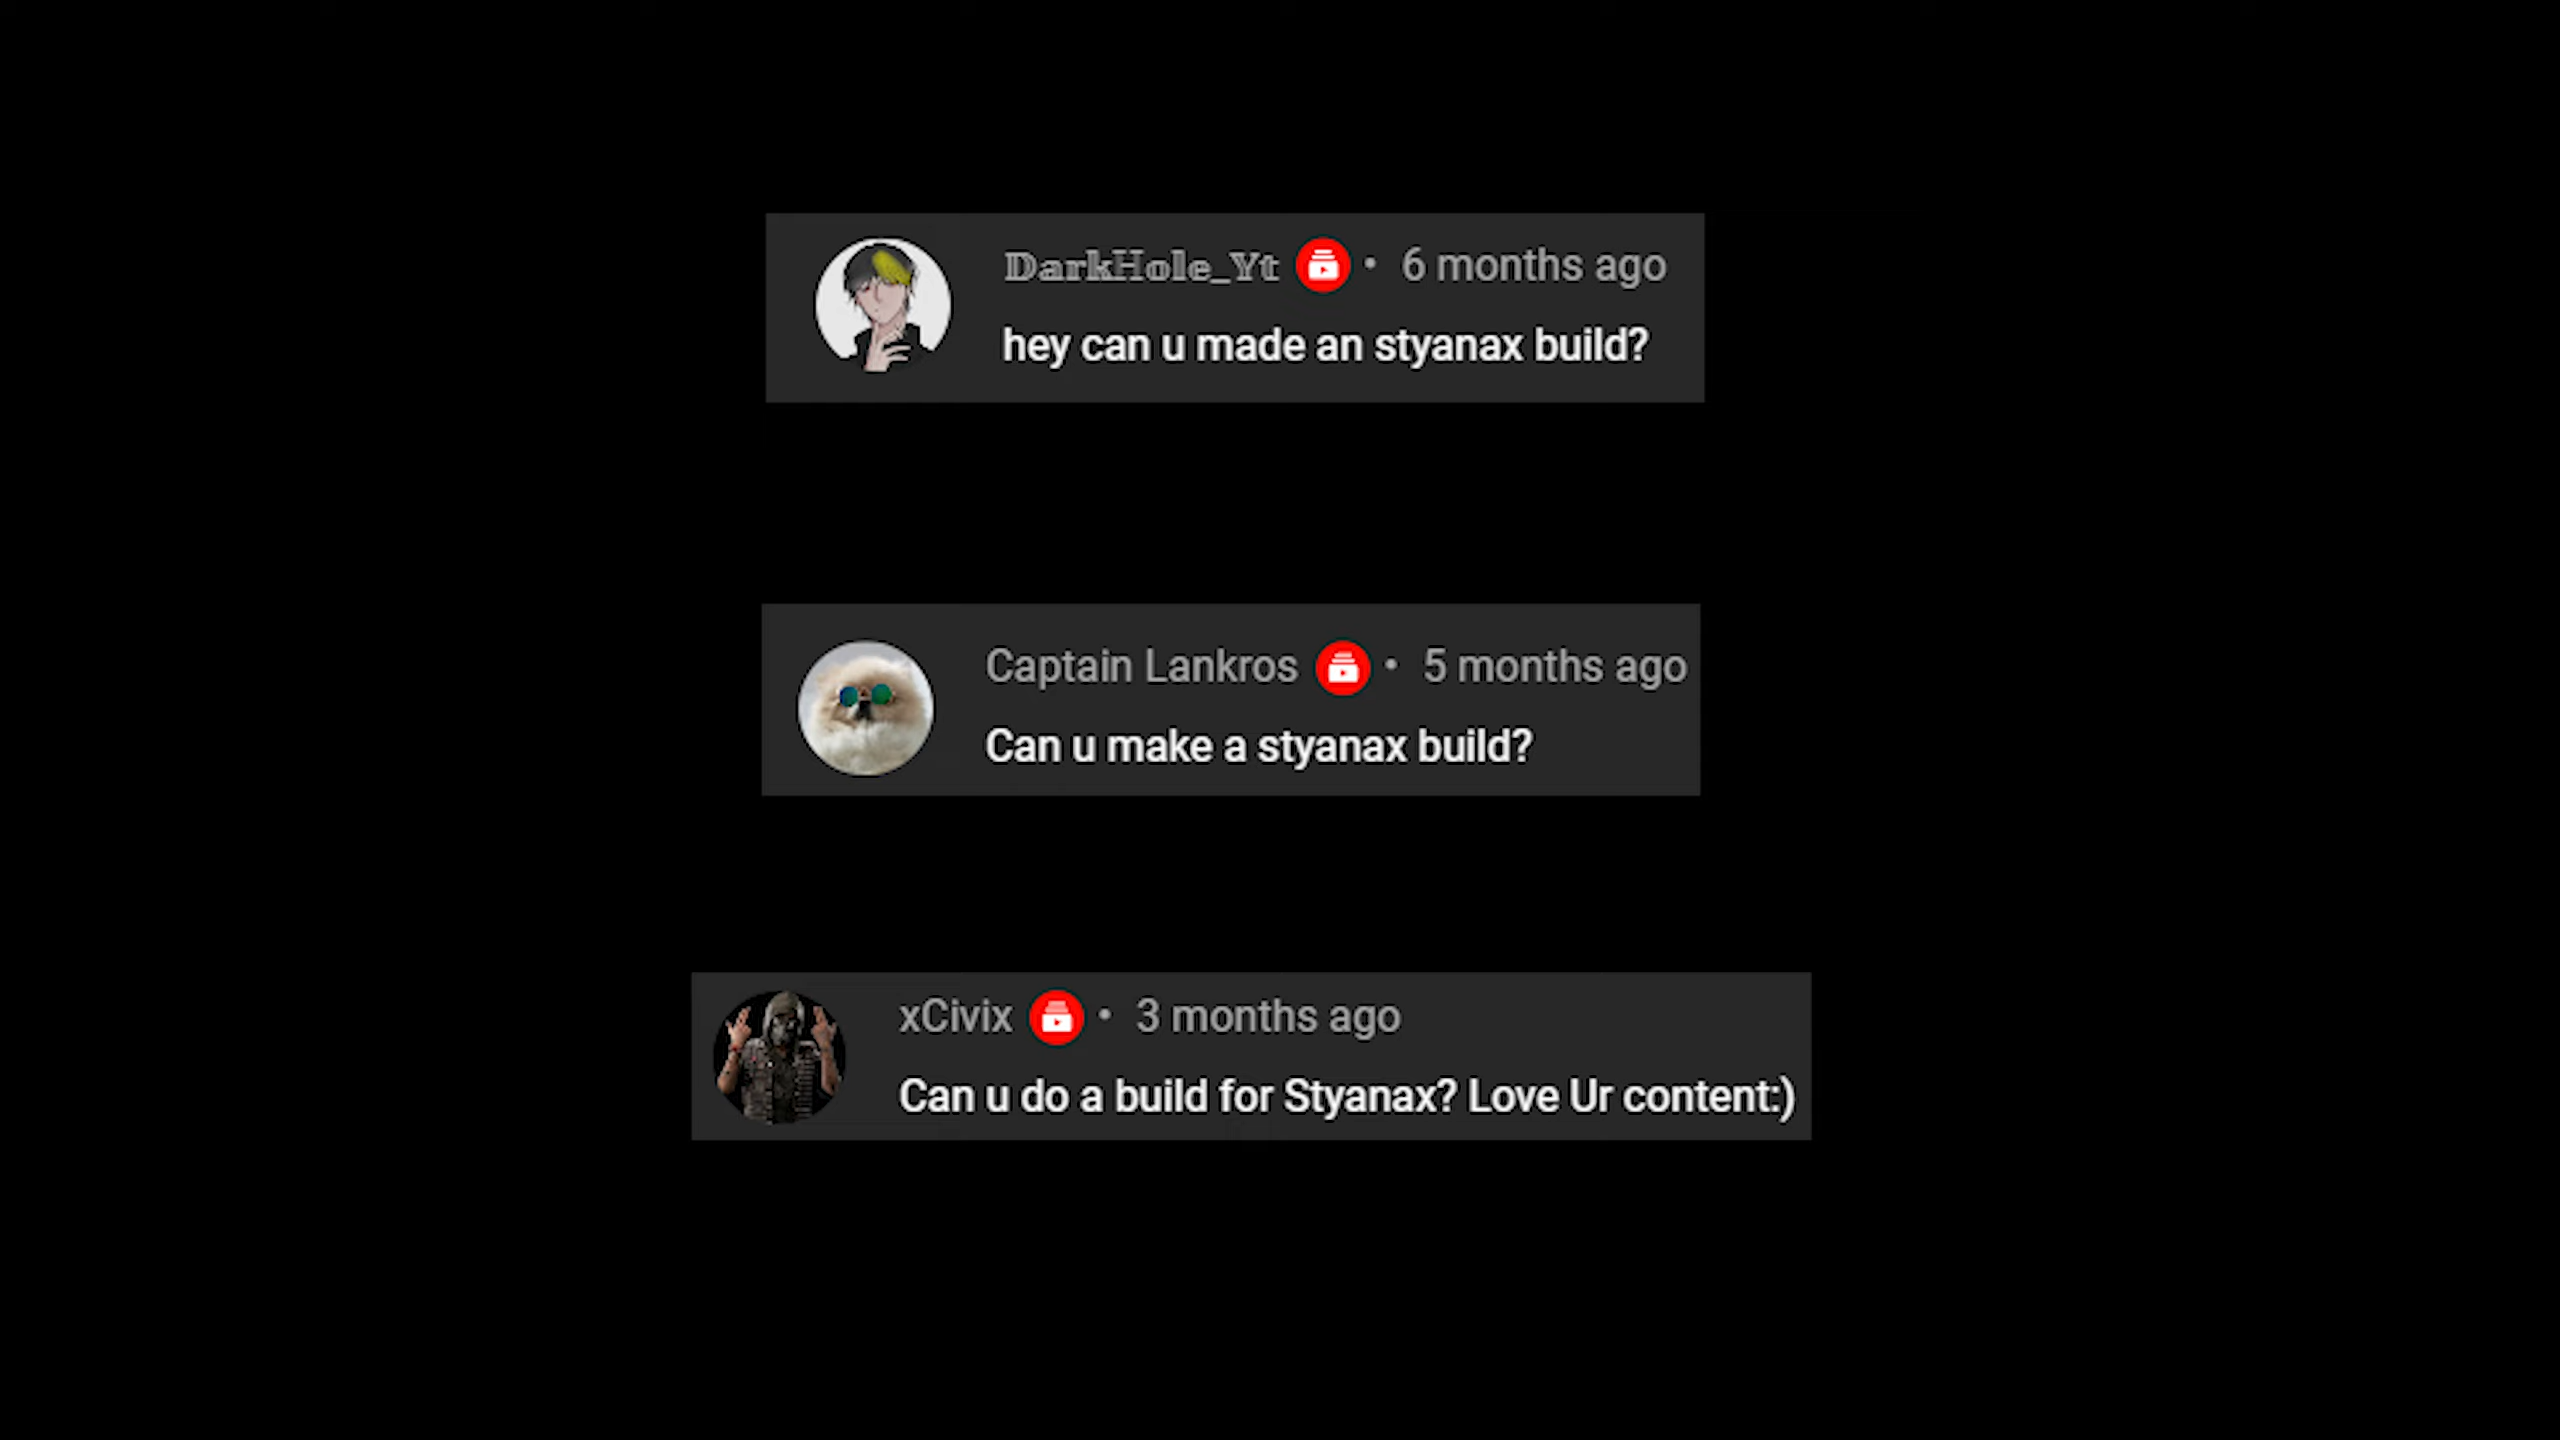 𝔻𝕒𝕣𝕜ℍ𝕠𝕝𝕖_𝕐𝕥 • 6 months ago
hey can u made an styanax build?
Captain Lankros • 5 months ago
Can u make a styanax build?
xCivix • 3 months ago
Can u do a build for Styanax? Love Ur content:)